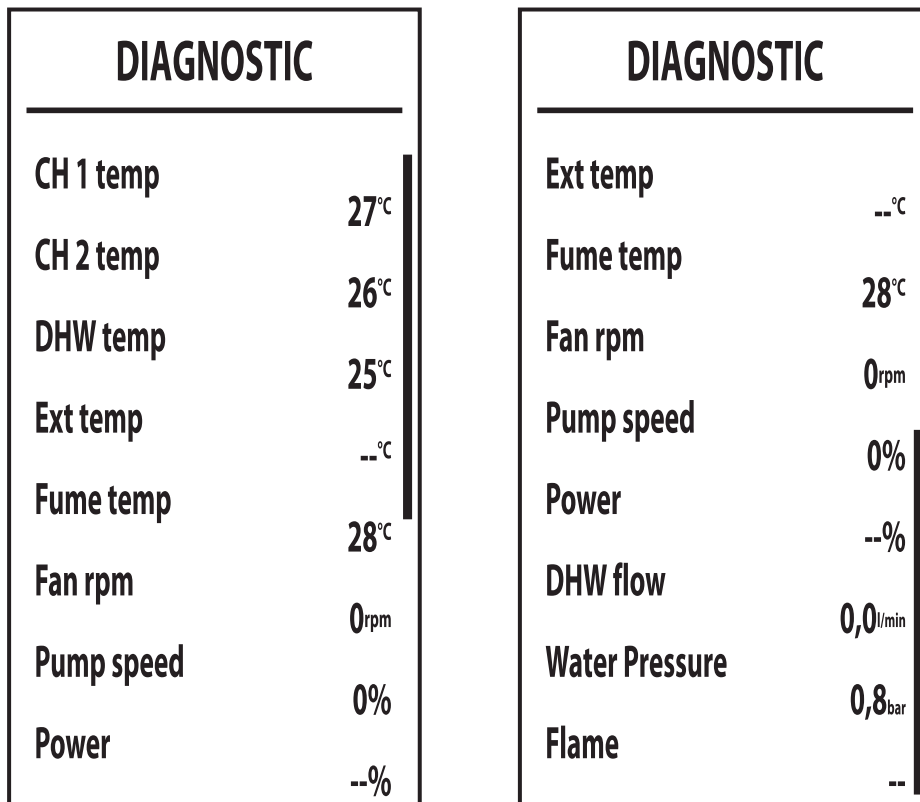 DIAGNOSTIC
CH 1 temp
27°C
CH 2 temp
26°C
DHW temp
25°C
Ext temp
--°C
Fume temp
28°C
Fan rpm
0rpm
Pump speed
0%
Power
--%
DIAGNOSTIC
Ext temp
--°C
Fume temp
28°C
Fan rpm
0rpm
Pump speed
0%
Power
--%
DHW flow
0,0l/min
Water Pressure
0,8bar
Flame
--